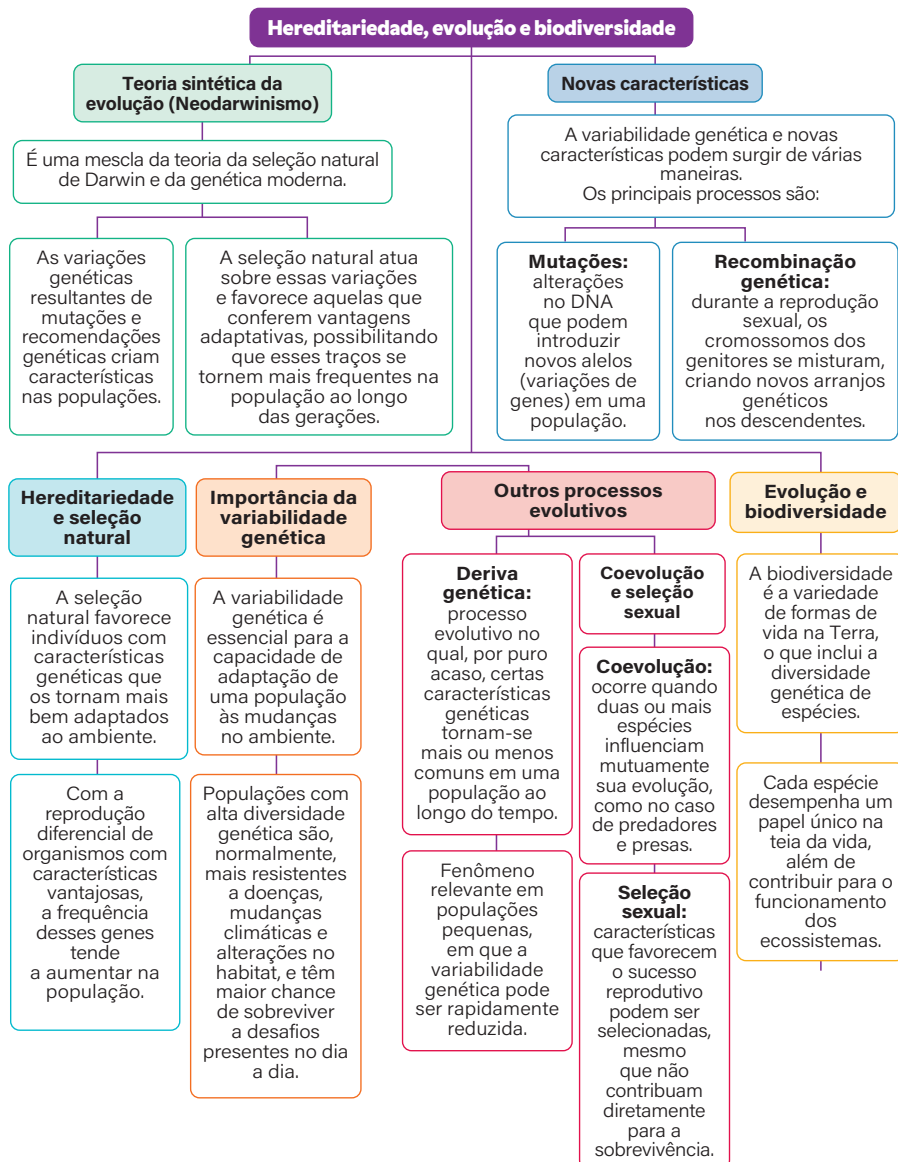 Hereditariedade, evolução e biodiversidade
Teoria sintética da
evolução (Neodarwinismo)
É uma mescla da teoria da seleção natural
de Darwin e da genética moderna.
As variações
genéticas
resultantes de
mutações e
recomendações
genéticas criam
características
nas populações.
A seleção natural atua
sobre essas variações
e favorece aquelas que
conferem vantagens
adaptativas, possibilitando
que esses traços se
tornem mais frequentes na
população ao longo
das gerações.
Novas características
A variabilidade genética e novas
características podem surgir de várias
maneiras.
Os principais processos são:
Mutações:
alterações
no DNA
que podem
introduzir
novos alelos
(variações de
genes) em uma
população.
Recombinação
genética:
durante a reprodução
sexual, os
cromossomos dos
genitores se misturam,
criando novos arranjos
genéticos
nos descendentes.
Hereditariedade
e seleção
natural
A seleção
natural favorece
indivíduos com
características
genéticas que
os tornam mais
bem adaptados
ao ambiente.
Com a
reprodução
diferencial de
organismos com
características
vantajosas,
a frequência
desses genes
tende
a aumentar na
população.
Importância da
variabilidade
genética
A variabilidade
genética é
essencial para a
capacidade de
adaptação de
uma população
às mudanças
no ambiente.
Populações com
alta diversidade
genética são,
normalmente,
mais resistentes
a doenças,
mudanças
climáticas e
alterações no
habitat, e têm
maior chance
de sobreviver
a desafios
presentes no dia
a dia.
Outros processos
evolutivos
Deriva
genética:
processo
evolutivo no
qual, por puro
acaso, certas
características
genéticas
tornam-se
mais ou menos
comuns em uma
população ao
longo do tempo.
Fenômeno
relevante em
populações
pequenas,
em que a
variabilidade
genética pode
ser rapidamente
reduzida.
Coevolução
e seleção
sexual
Coevolução:
ocorre quando
duas ou mais
espécies
influenciam
mutuamente
sua evolução,
como no caso
de predadores
e presas.
Seleção
sexual:
características
que favorecem
o sucesso
reprodutivo
podem ser
selecionadas,
mesmo
que não
contribuam
diretamente
para a
sobrevivência.
Evolução e
biodiversidade
A biodiversidade
é a variedade
de formas de
vida na Terra,
o que inclui a
diversidade
genética de
espécies.
Cada espécie
desempenha um
papel único na
teia da vida,
além de
contribuir para o
funcionamento
dos
ecossistemas.